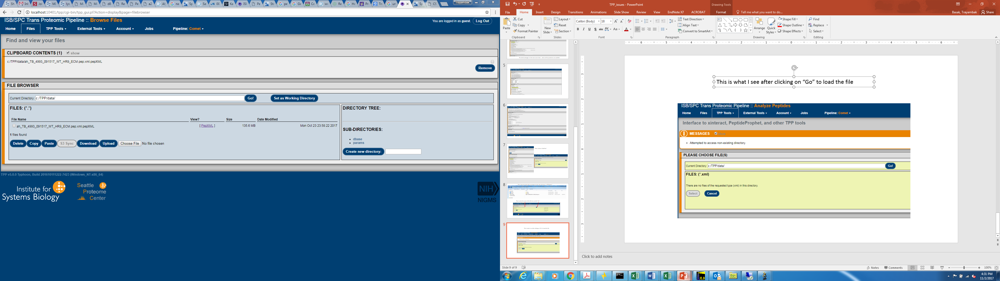 Trayambak
localhost:10401/tpp/cgi-bin/tpp_gui.pl?Action=display&page=filebrowser
ISB/SPC Trans Proteomic Pipeline :: Browse Files
You are logged in as guest. Log Out
Home Files TPP Tools External Tools Account Jobs Pipeline: Comet
Find and view your files
CLIPBOARD CONTENTS (1) show
c:/TPP/data/ah_TB_4993_091517_WT_HR9_ECM.pep.xml.pepXML
Remove
FILE BROWSER
Current Directory: c:/TPP/data/ Go! Set as Working Directory
FILES: (*.*)
File Name View? Size Date Modified
ah_TB_4993_091517_WT_HR9_ECM.pep.xml.pepXML [ PepXML ] 135.6 MB Mon Oct 23 23:58:22 2017
1 files found
Delete Copy Paste S3 Sync Download Upload Choose File No file chosen
DIRECTORY TREE:
SUB-DIRECTORIES:
dbase
params
Create new directory:
TPP v5.0.0 Typhoon, Build 201610111222-7423 (Windows_NT-x86_64)
Institute for
Systems Biology
Seattle
Proteome
Center
NIH
NIGMS
TPP_issues - PowerPoint
Drawing Tools
File Home Insert Design Transitions Animations Slide Show Review View EndNote X7 ACROBAT Format Tell me what you want to do...
Basak, Trayambak Share
Paste
Cut
Copy
Format Painter
Clipboard
New
Slide
Layout
Reset
Section
Slides
Calibri (Body) 18
B I U S abc AV Aa A
Font
Text Direction
Align Text
Convert to SmartArt
Paragraph
Arrange
Quick
Styles
Shape Fill
Shape Outline
Shape Effects
Drawing
Find
Replace
Select
Editing
5
6
7
8
9
This is what I see after clicking on “Go” to load the file
ISB/SPC Trans Proteomic Pipeline :: Analyze Peptides
Home Files TPP Tools External Tools Account Jobs Pipeline: Comet
Interface to xinteract, PeptideProphet, and other TPP tools
MESSAGES show
Attempted to access non-existing directory.
PLEASE CHOOSE FILE(S)
Current Directory: c:/TPP/data/ Go!
FILES: (*.xml)
There are no files of the requested type (xml) in this directory.
Select Cancel
Click to add notes
Slide 9 of 9
Notes Comments 100%
4:31 PM
11/2/2017